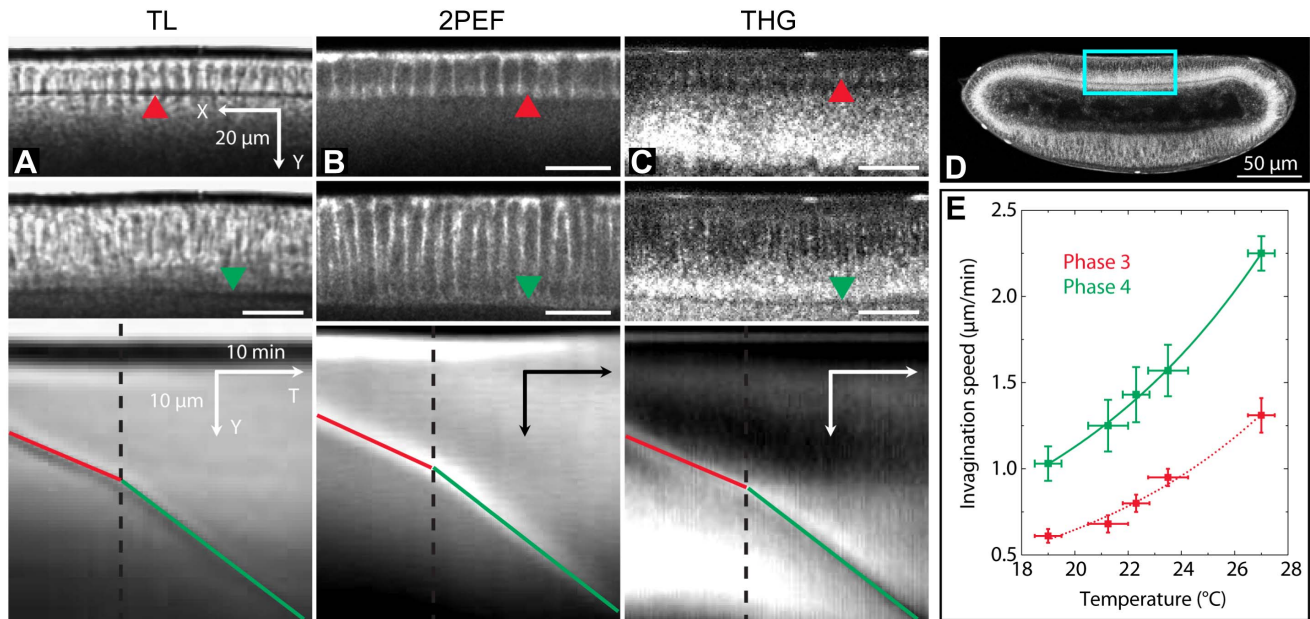 TL
2PEF
THG
A
X
20 µm
Y
B
C
D
50 µm
10 min
T
10 µm
Y
E
Phase 3
Phase 4
Invagination speed (µm/min)
2.5
2.0
1.5
1.0
0.5
18
20
22
24
26
28
Temperature (°C)